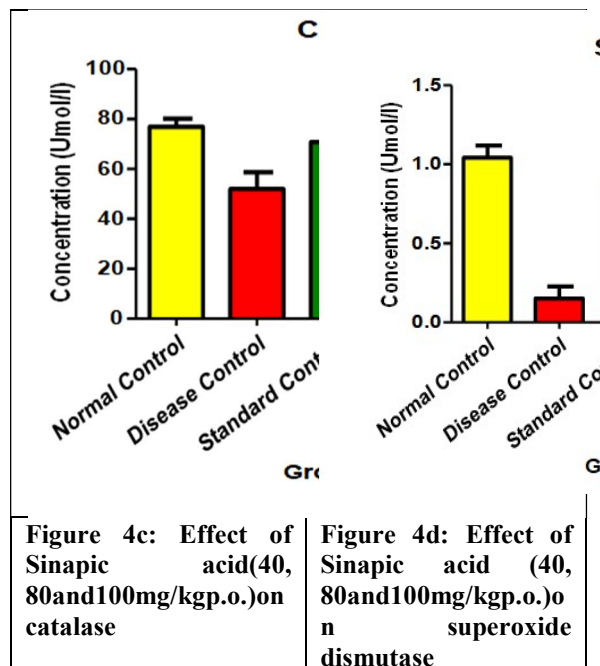 C
100
80
60
40
20
0
Concentration (Umol/l)
Normal Control
Disease Control
Standard Cont
Gro
S
1.5
1.0
0.5
0.0
Concentration (Umol/l)
Normal Control
Disease Control
Standard Co
G
Figure 4c: Effect of
Sinapic acid(40,
80and100mg/kgp.o.)on
catalase
Figure 4d: Effect of
Sinapic acid (40,
80and100mg/kgp.o.)o
n superoxide
dismutase